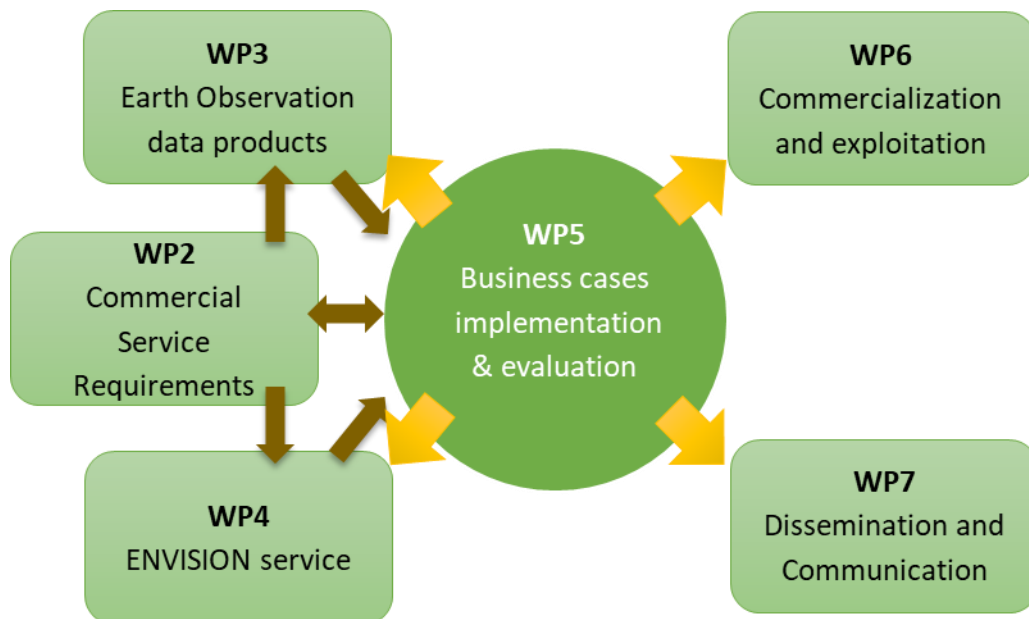 WP3
Earth Observation
data products
WP6
Commercialization
and exploitation
WP2
Commercial
Service
Requirements
WP5
Business cases
implementation
& evaluation
WP4
ENVISION service
WP7
Dissemination and
Communication